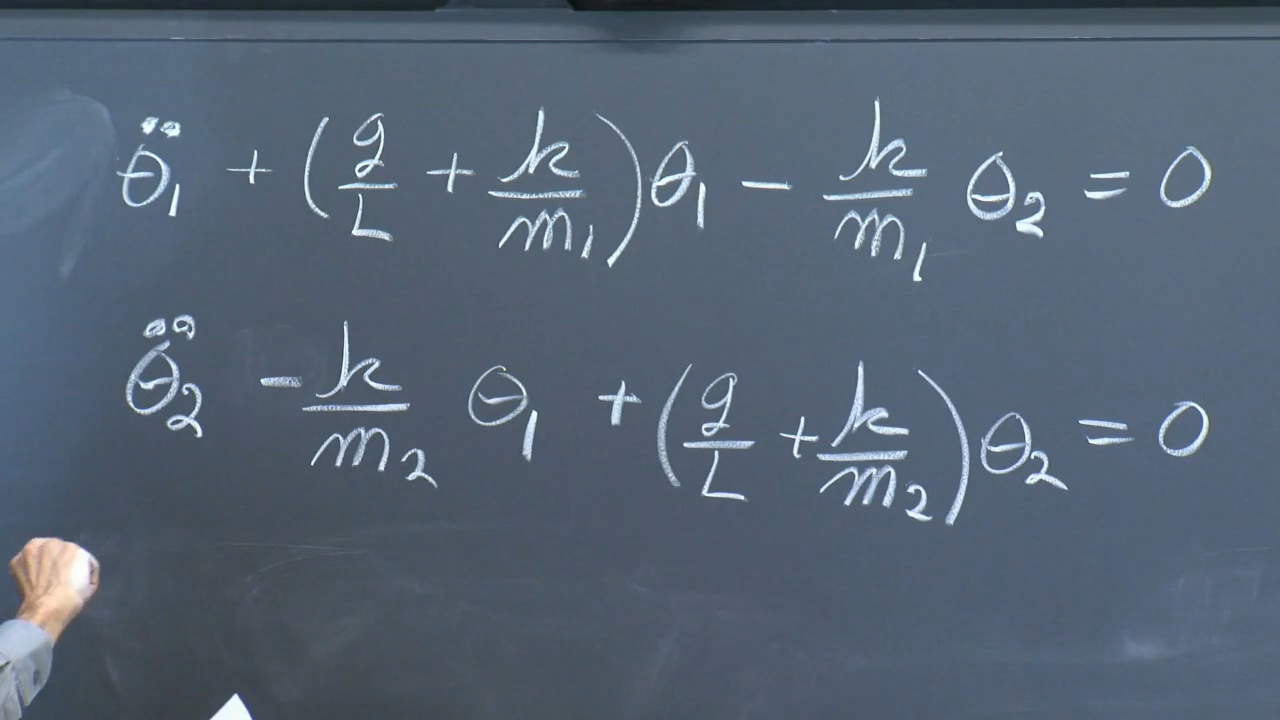 θ̈₁ + (g/L + k/m₁)θ₁ − k/m₁ θ₂ = 0
θ̈₂ − k/m₂ θ₁ + (g/L + k/m₂)θ₂ = 0